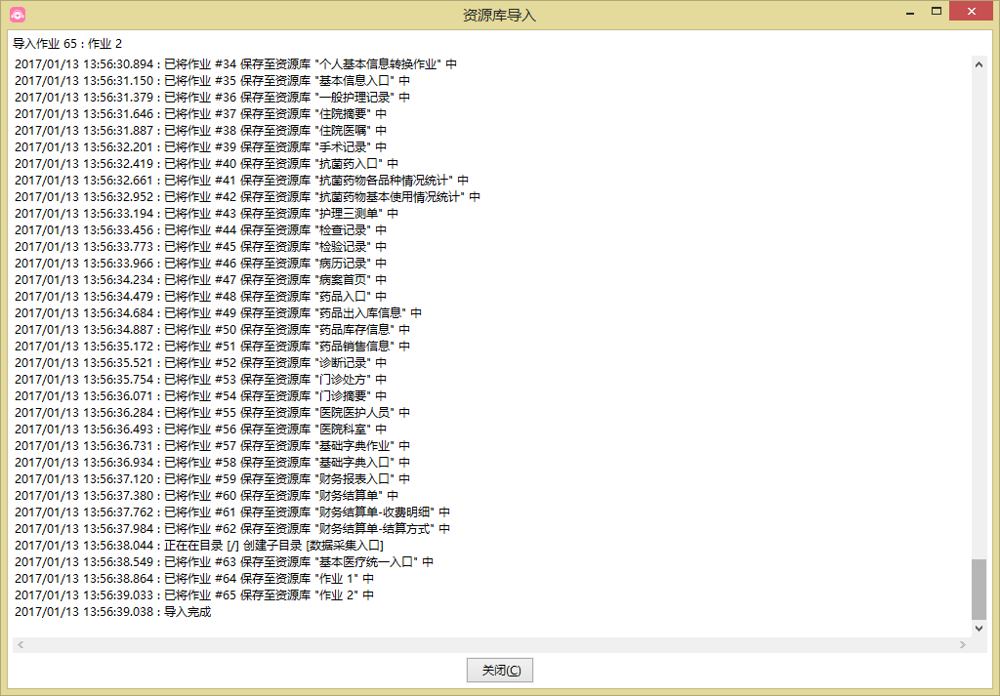 资源库导入
导入作业 65 : 作业 2
2017/01/13 13:56:30.894 : 已将作业 #34 保存至资源库 "个人基本信息转换作业" 中
2017/01/13 13:56:31.150 : 已将作业 #35 保存至资源库 "基本信息入口" 中
2017/01/13 13:56:31.379 : 已将作业 #36 保存至资源库 "一般护理记录" 中
2017/01/13 13:56:31.646 : 已将作业 #37 保存至资源库 "住院摘要" 中
2017/01/13 13:56:31.887 : 已将作业 #38 保存至资源库 "住院医嘱" 中
2017/01/13 13:56:32.201 : 已将作业 #39 保存至资源库 "手术记录" 中
2017/01/13 13:56:32.419 : 已将作业 #40 保存至资源库 "抗菌药入口" 中
2017/01/13 13:56:32.661 : 已将作业 #41 保存至资源库 "抗菌药物各品种情况统计" 中
2017/01/13 13:56:32.952 : 已将作业 #42 保存至资源库 "抗菌药物基本使用情况统计" 中
2017/01/13 13:56:33.194 : 已将作业 #43 保存至资源库 "护理三测单" 中
2017/01/13 13:56:33.456 : 已将作业 #44 保存至资源库 "检查记录" 中
2017/01/13 13:56:33.773 : 已将作业 #45 保存至资源库 "检验记录" 中
2017/01/13 13:56:33.966 : 已将作业 #46 保存至资源库 "病历记录" 中
2017/01/13 13:56:34.234 : 已将作业 #47 保存至资源库 "病案首页" 中
2017/01/13 13:56:34.479 : 已将作业 #48 保存至资源库 "药品入口" 中
2017/01/13 13:56:34.684 : 已将作业 #49 保存至资源库 "药品出入库信息" 中
2017/01/13 13:56:34.887 : 已将作业 #50 保存至资源库 "药品库存信息" 中
2017/01/13 13:56:35.172 : 已将作业 #51 保存至资源库 "药品销售信息" 中
2017/01/13 13:56:35.521 : 已将作业 #52 保存至资源库 "诊断记录" 中
2017/01/13 13:56:35.754 : 已将作业 #53 保存至资源库 "门诊处方" 中
2017/01/13 13:56:36.071 : 已将作业 #54 保存至资源库 "门诊摘要" 中
2017/01/13 13:56:36.284 : 已将作业 #55 保存至资源库 "医院医护人员" 中
2017/01/13 13:56:36.493 : 已将作业 #56 保存至资源库 "医院科室" 中
2017/01/13 13:56:36.731 : 已将作业 #57 保存至资源库 "基础字典作业" 中
2017/01/13 13:56:36.934 : 已将作业 #58 保存至资源库 "基础字典入口" 中
2017/01/13 13:56:37.120 : 已将作业 #59 保存至资源库 "财务报表入口" 中
2017/01/13 13:56:37.380 : 已将作业 #60 保存至资源库 "财务结算单" 中
2017/01/13 13:56:37.762 : 已将作业 #61 保存至资源库 "财务结算单-收费明细" 中
2017/01/13 13:56:37.984 : 已将作业 #62 保存至资源库 "财务结算单-结算方式" 中
2017/01/13 13:56:38.044 : 正在在目录 [/] 创建子目录 [数据采集入口]
2017/01/13 13:56:38.549 : 已将作业 #63 保存至资源库 "基本医疗统一入口" 中
2017/01/13 13:56:38.864 : 已将作业 #64 保存至资源库 "作业 1" 中
2017/01/13 13:56:39.033 : 已将作业 #65 保存至资源库 "作业 2" 中
2017/01/13 13:56:39.038 : 导入完成
关闭(C)